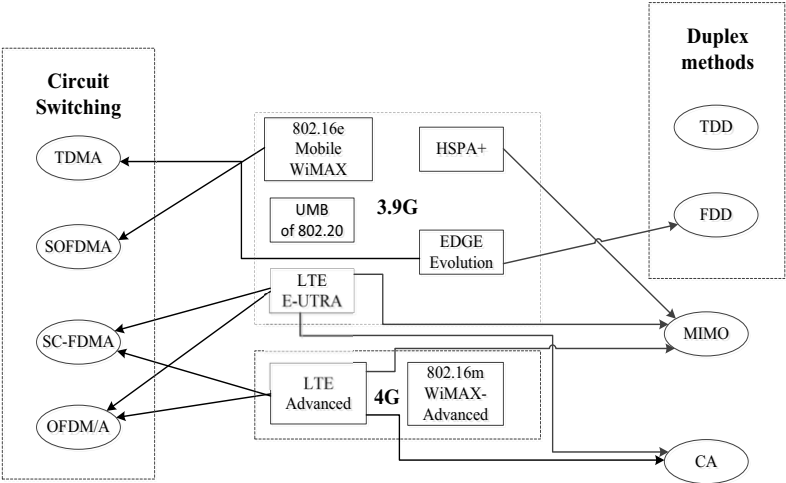 Circuit
Switching
TDMA
SOFDMA
SC-FDMA
OFDM/A
802.16e
Mobile
WiMAX
HSPA+
UMB
of 802.20
3.9G
EDGE
Evolution
LTE
E-UTRA
LTE
Advanced
4G
802.16m
WiMAX-
Advanced
Duplex
methods
TDD
FDD
MIMO
CA